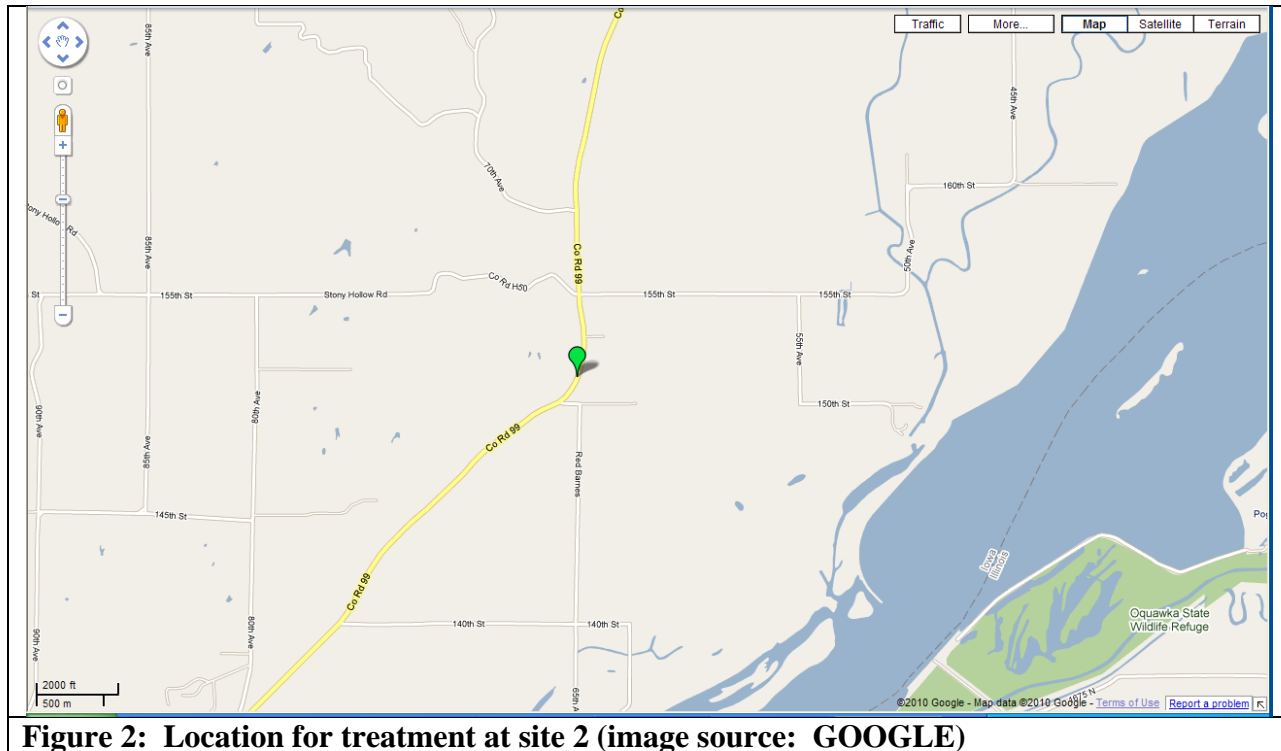 Traffic
More...
Map
Satellite
Terrain
85th Ave
Co
45th Ave
70th Ave
160th St
Stony Hollow Rd
85th Ave
Co Rd 99
50th Ave
Co Rd H50
St
155th St
Stony Hollow Rd
155th St
155th St
55th Ave
80th Ave
90th Ave
150th St
Co Rd 99
85th Ave
Red Barnes
145th St
Iowa
Illinois
Co Rd 99
Oquawka State
Wildlife Refuge
140th St
140th St
80th Ave
90th Ave
2000 ft
500 m
65th A
1675 N
©2010 Google - Map data ©2010 Google - Terms of Use
Report a problem
Figure 2: Location for treatment at site 2 (image source: GOOGLE)